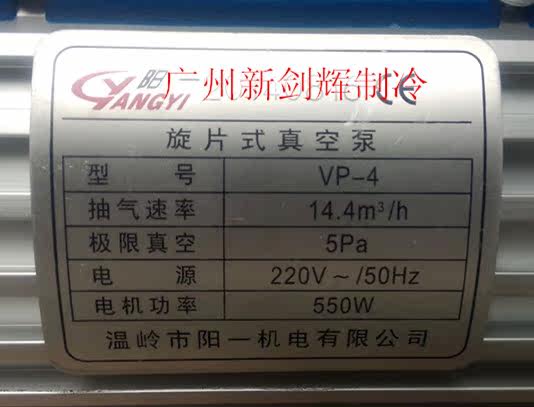 阳一 广州新剑辉制冷 CE
YANGYI
旋片式真空泵
型号 VP-4
抽气速率 14.4m³/h
极限真空 5Pa
电源 220V～/50Hz
电机功率 550W
温岭市阳一机电有限公司